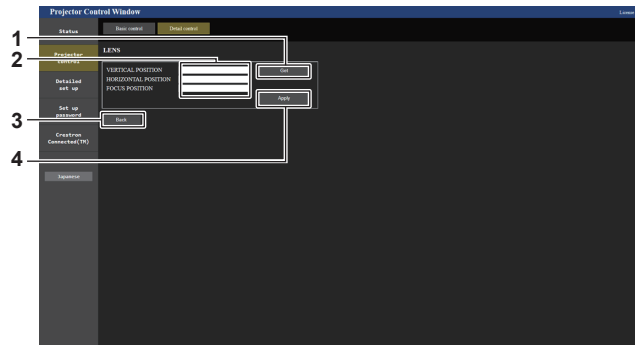 Projector Control Window
License
Status
Basic control
Detail control
1
2
LENS
Projector
control
VERTICAL POSITION
HORIZONTAL POSITION
FOCUS POSITION
Get
Detailed
set up
Apply
Set up
password
3
Back
Crestron
Connected(TM)
4
Japanese